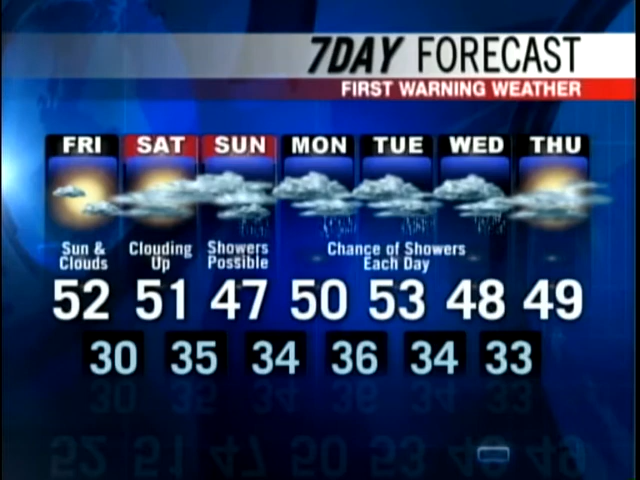 7DAY FORECAST
FIRST WARNING WEATHER
FRI SAT SUN MON TUE WED THU
Sun & Clouding Showers Chance of Showers
Clouds Up Possible Each Day
52 51 47 50 53 48 49
30 35 34 36 34 33